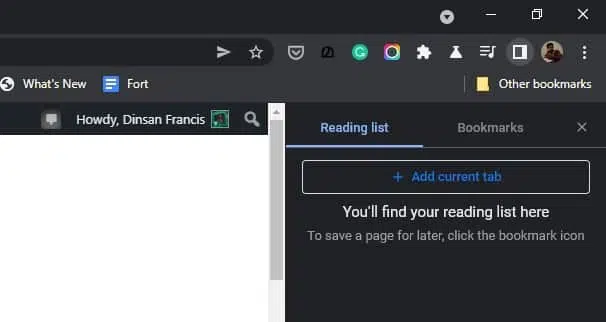 What's New
Fort
Other bookmarks
Howdy, Dinsan Francis
Reading list
Bookmarks
+ Add current tab
You'll find your reading list here
To save a page for later, click the bookmark icon